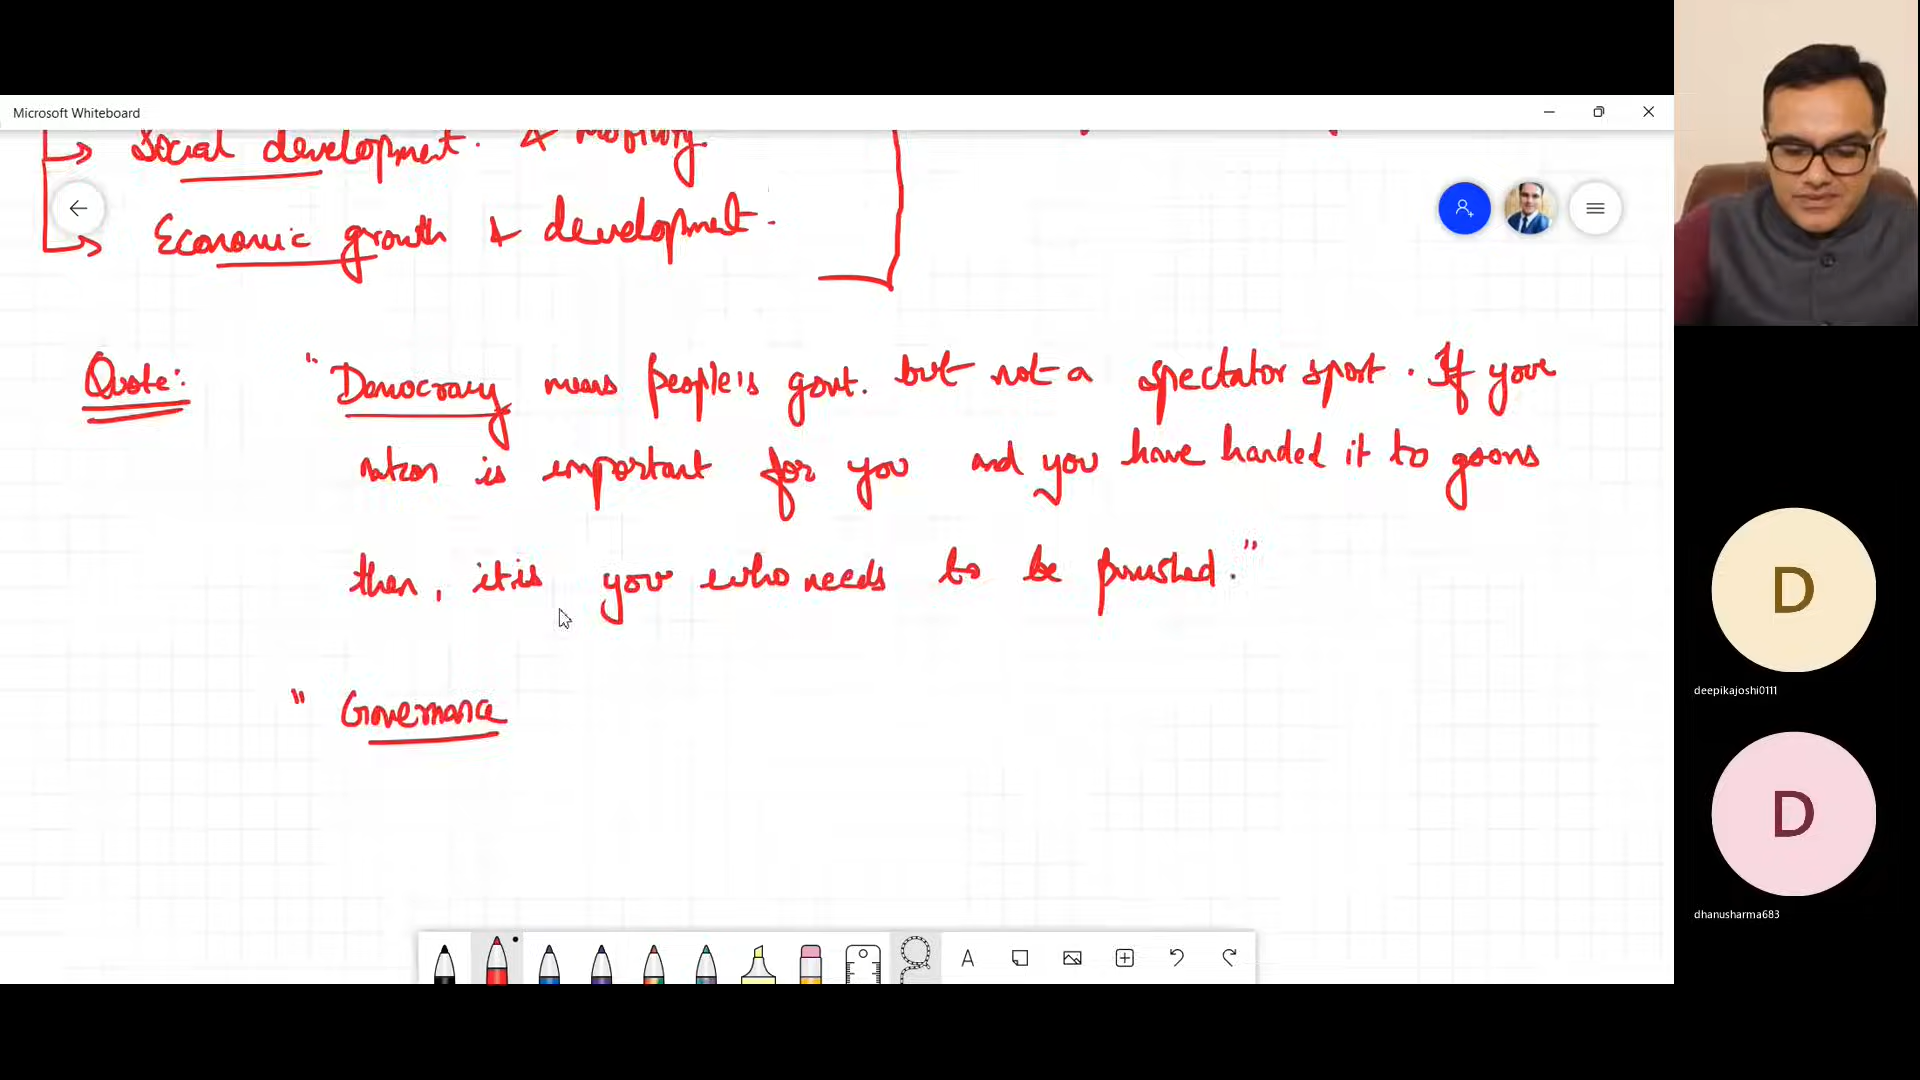 Microsoft Whiteboard
Social development. & mobility.
Economic growth & development.
Quote: "Democracy means people's govt. but not a spectator sport. If your
nation is important for you and you have handed it to goons
then, it is you who needs to be punished."
" Governance
D
deepikajoshi0111
D
dhanusharma683